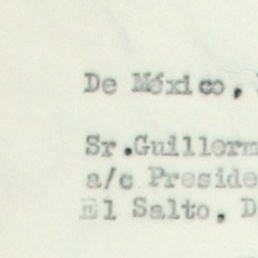 De México,
Sr.Guillerm
a/c Preside
El Salto, D